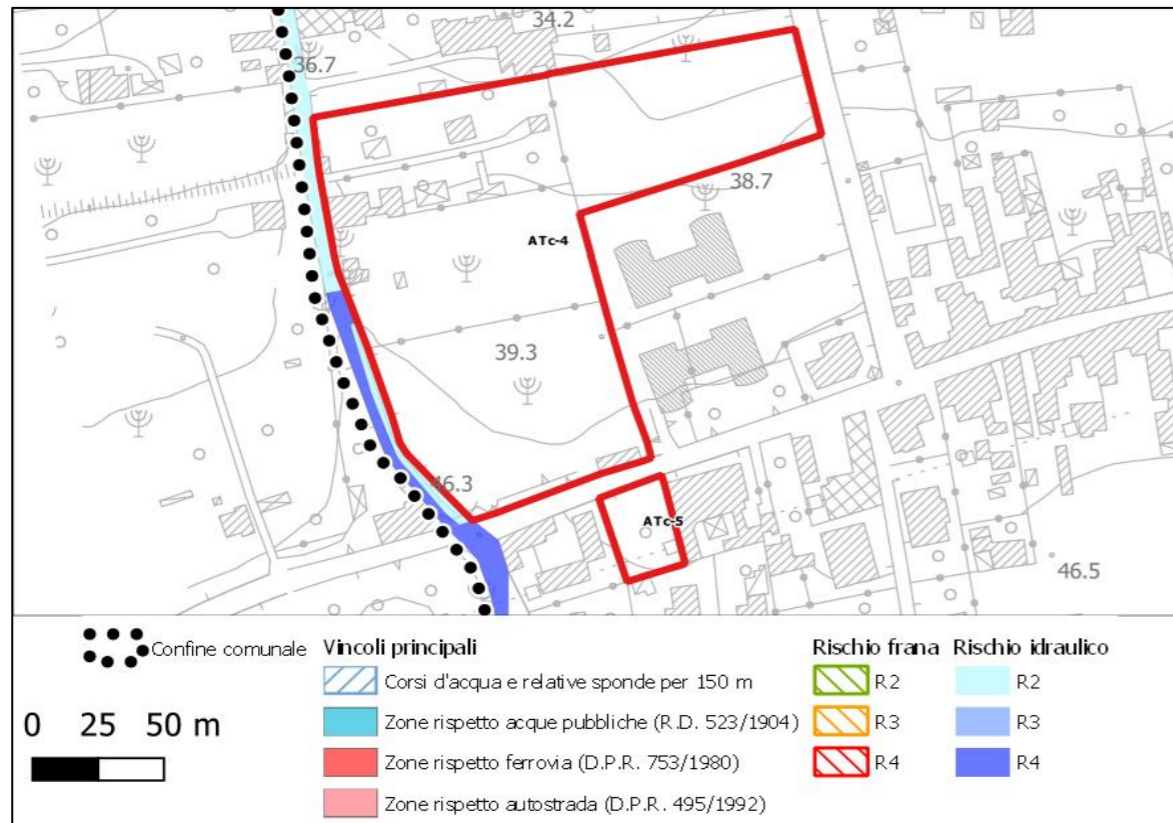 34.2
36.7
38.7
ATc-4
39.3
46.3
ATc-5
46.5
Confine comunale
0 25 50 m
Vincoli principali
Corsi d'acqua e relative sponde per 150 m
Zone rispetto acque pubbliche (R.D. 523/1904)
Zone rispetto ferrovia (D.P.R. 753/1980)
Zone rispetto autostrada (D.P.R. 495/1992)
Rischio frana
R2
R3
R4
Rischio idraulico
R2
R3
R4